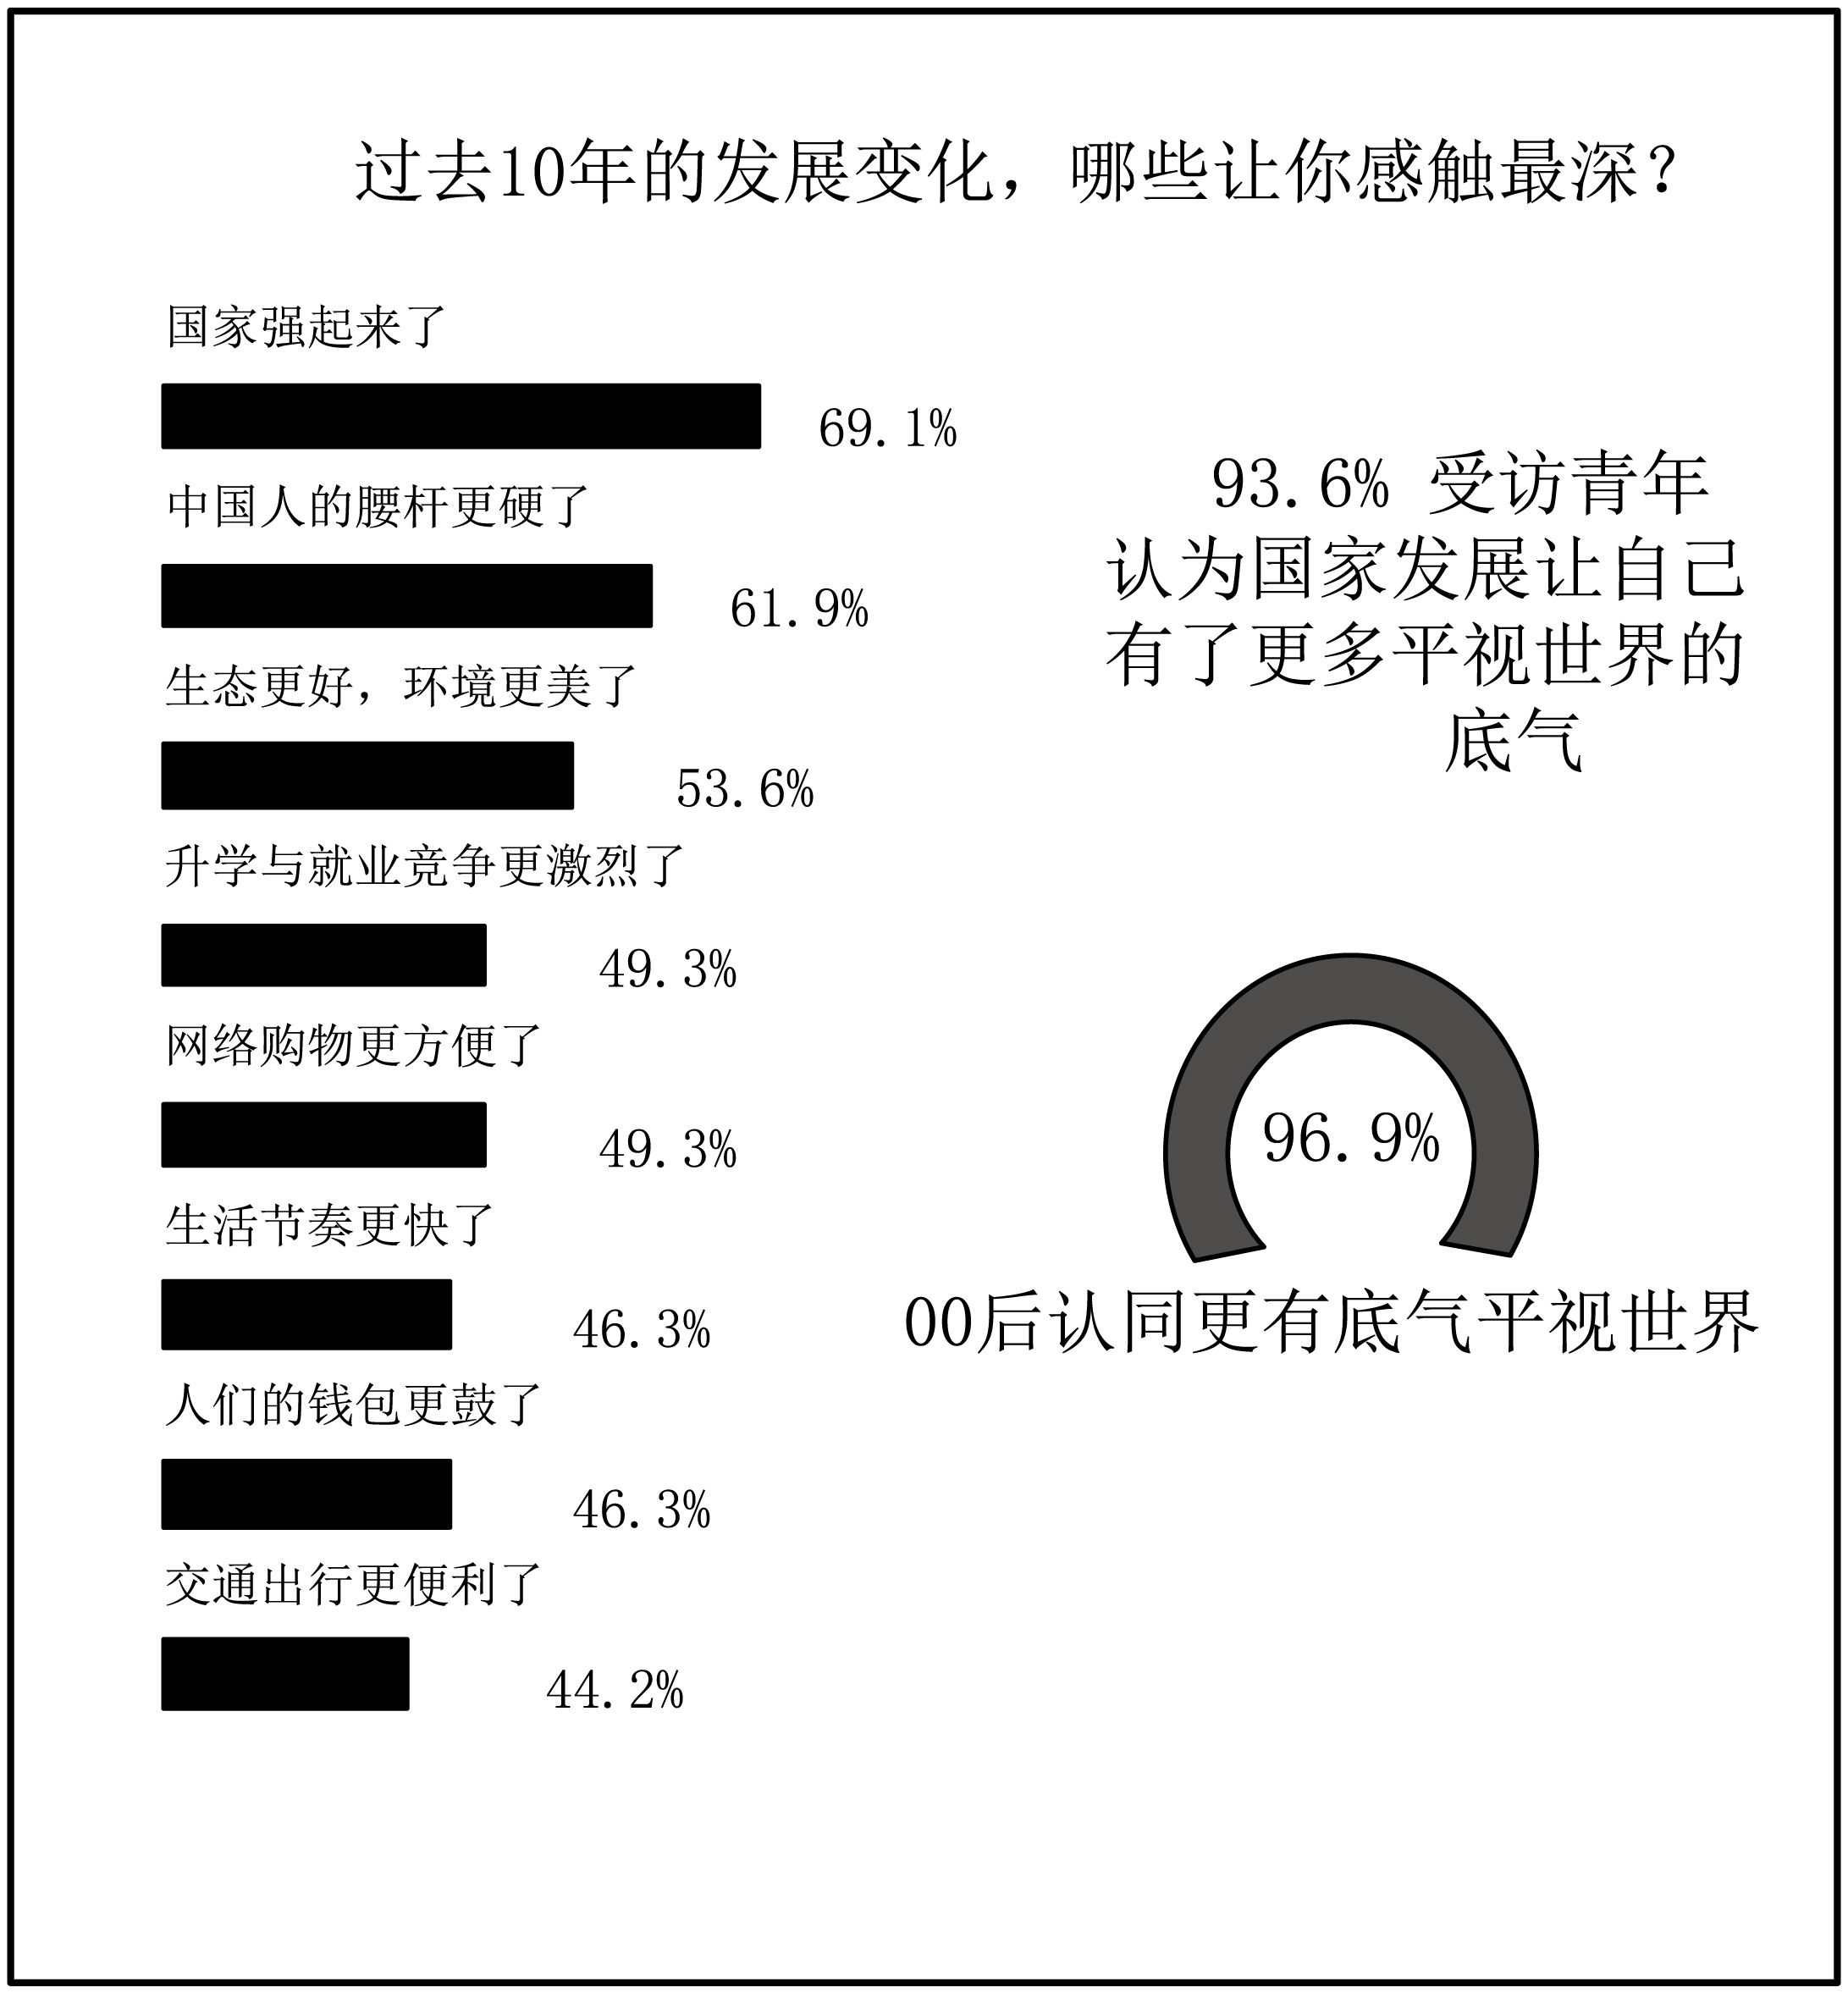 过去10年的发展变化，哪些让你感触最深？
国家强起来了
69.1%
中国人的腰杆更硬了
61.9%
生态更好，环境更美了
53.6%
升学与就业竞争更激烈了
49.3%
网络购物更方便了
49.3%
生活节奏更快了
46.3%
人们的钱包更鼓了
46.3%
交通出行更便利了
44.2%
93.6% 受访青年
认为国家发展让自己
有了更多平视世界的
底气
96.9%
00后认同更有底气平视世界